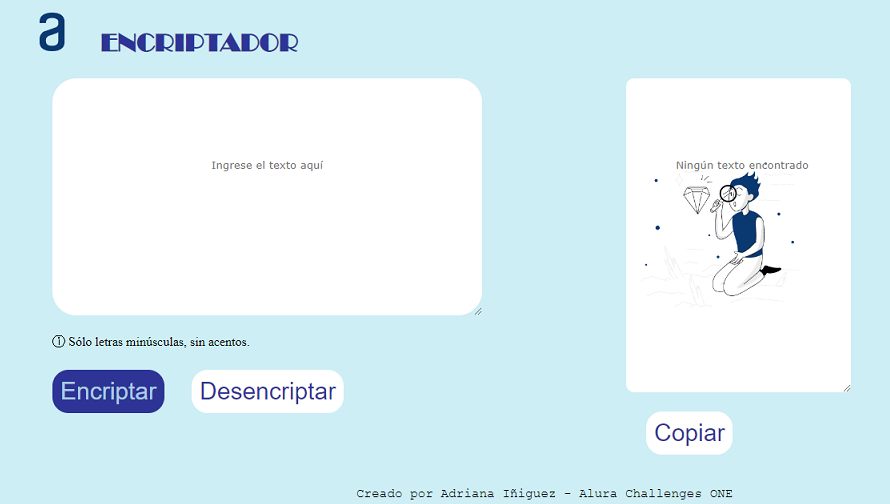 a
ENCRIPTADOR
Ingrese el texto aquí
Ningún texto encontrado
Sólo letras minúsculas, sin acentos.
Encriptar
Desencriptar
Copiar
Creado por Adriana Iñiguez - Alura Challenges ONE